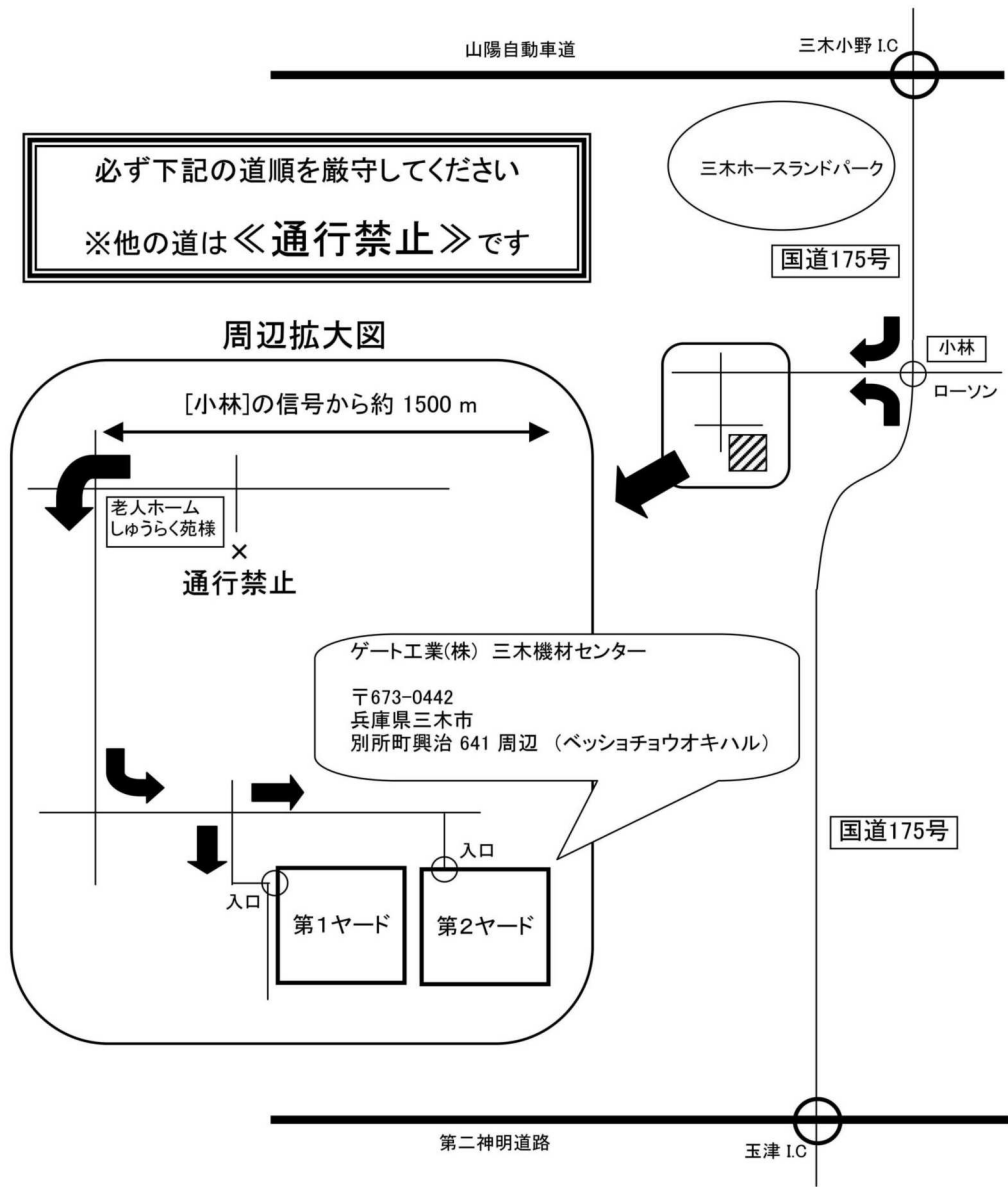 山陽自動車道
三木小野 I.C
必ず下記の道順を厳守してください
※他の道は≪通行禁止≫です
三木ホースランドパーク
国道175号
周辺拡大図
小林
ローソン
[小林]の信号から約 1500 m
老人ホーム
しゅうらく苑様
×
通行禁止
ゲート工業(株) 三木機材センター
〒673-0442
兵庫県三木市
別所町興治 641 周辺 (ベッショチョウオキハル)
国道175号
入口
入口
第1ヤード
第2ヤード
第二神明道路
玉津 I.C